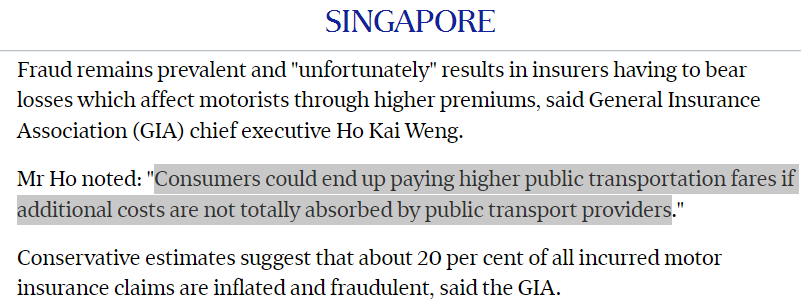 SINGAPORE
Fraud remains prevalent and "unfortunately" results in insurers having to bear
losses which affect motorists through higher premiums, said General Insurance
Association (GIA) chief executive Ho Kai Weng.
Mr Ho noted: "Consumers could end up paying higher public transportation fares if
additional costs are not totally absorbed by public transport providers."
Conservative estimates suggest that about 20 per cent of all incurred motor
insurance claims are inflated and fraudulent, said the GIA.